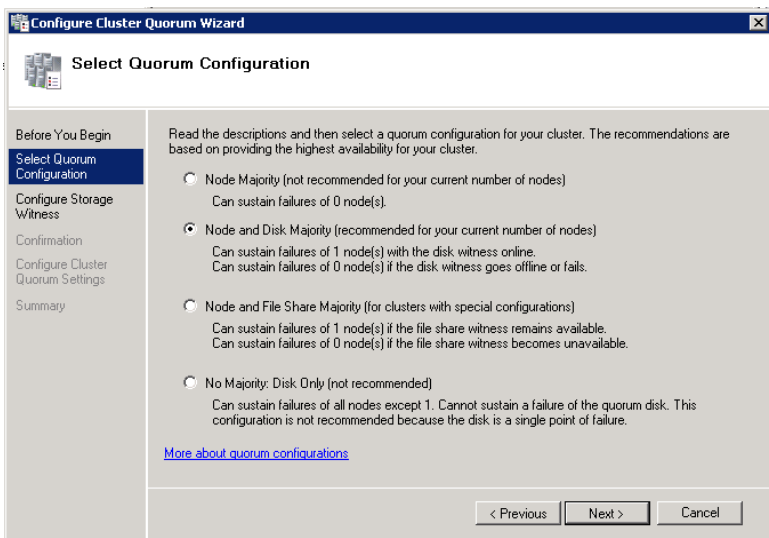 Configure Cluster Quorum Wizard
Select Quorum Configuration
Before You Begin
Select Quorum
Configuration
Configure Storage
Witness
Confirmation
Configure Cluster
Quorum Settings
Summary
Read the descriptions and then select a quorum configuration for your cluster. The recommendations are
based on providing the highest availability for your cluster.
Node Majority (not recommended for your current number of nodes)
Can sustain failures of 0 node(s).
Node and Disk Majority (recommended for your current number of nodes)
Can sustain failures of 1 node(s) with the disk witness online.
Can sustain failures of 0 node(s) if the disk witness goes offline or fails.
Node and File Share Majority (for clusters with special configurations)
Can sustain failures of 1 node(s) if the file share witness remains available.
Can sustain failures of 0 node(s) if the file share witness becomes unavailable.
No Majority: Disk Only (not recommended)
Can sustain failures of all nodes except 1. Cannot sustain a failure of the quorum disk. This
configuration is not recommended because the disk is a single point of failure.
More about quorum configurations
< Previous
Next >
Cancel